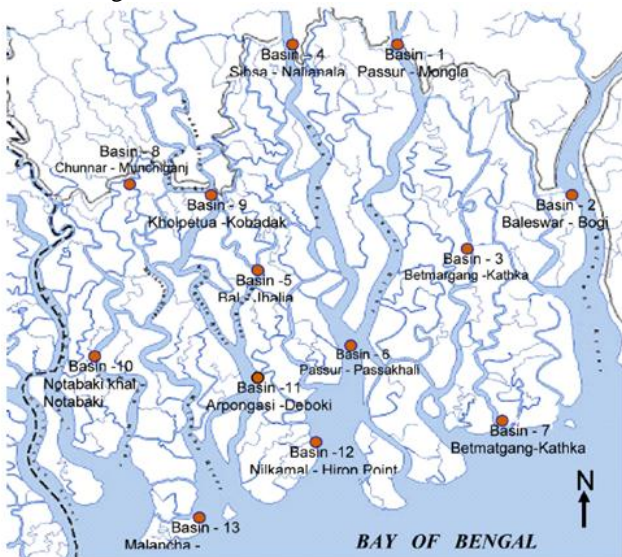 Basin - 4
Sibsa - Nalianala
Basin - 1
Passur - Mongla
Basin - 8
Chunnar - Munchiganj
Basin - 9
Kholpetua -Kobadak
Basin - 2
Baleswar - Bogi
Basin - 3
Betmargang -Kathka
Basin -5
Bal - Jhalia
Basin - 6
Passur - Passakhali
Basin -10
Notabaki khal -
Notabaki
Basin -11
Arpongasi -Deboki
Basin -12
Nilkamal - Hiron Point
Basin - 7
Betmatgang-Kathka
Basin - 13
Malancha -
N
BAY OF BENGAL